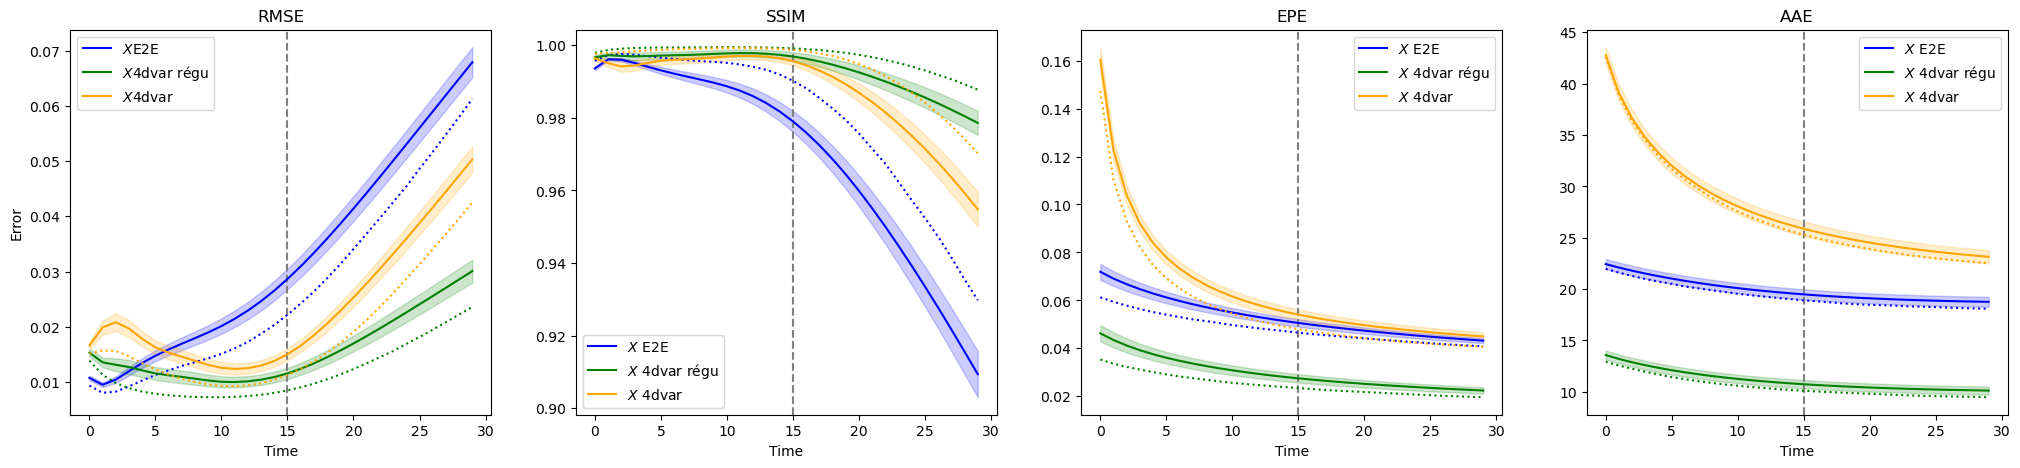 RMSE
Error
0.07
0.06
0.05
0.04
0.03
0.02
0.01
XE2E
X4dvar régu
X4dvar
0 5 10 15 20 25 30
Time
SSIM
1.00
0.98
0.96
0.94
0.92
0.90
X E2E
X 4dvar régu
X 4dvar
0 5 10 15 20 25 30
Time
EPE
0.16
0.14
0.12
0.10
0.08
0.06
0.04
0.02
X E2E
X 4dvar régu
X 4dvar
0 5 10 15 20 25 30
Time
AAE
45
40
35
30
25
20
15
10
X E2E
X 4dvar régu
X 4dvar
0 5 10 15 20 25 30
Time